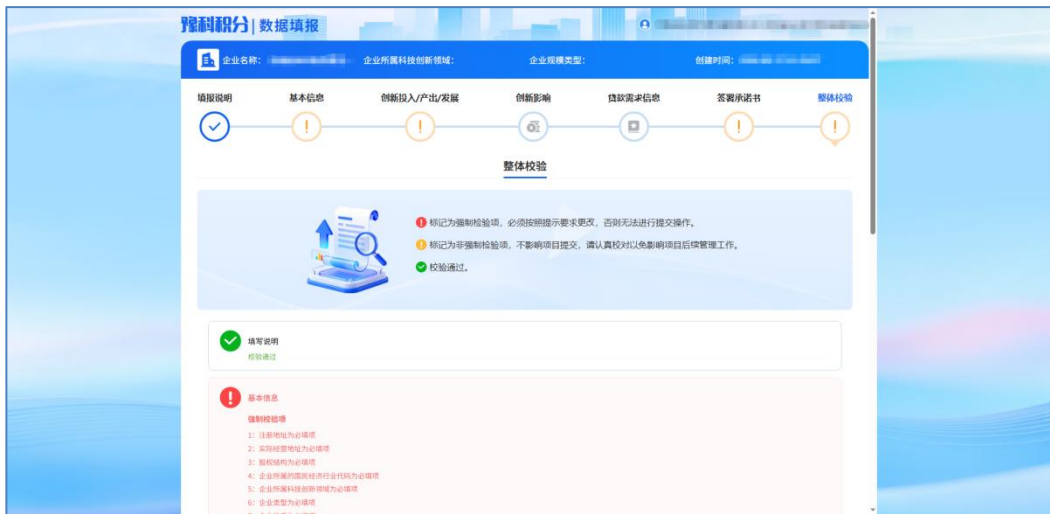 豫科积分 | 数据填报
企业名称: 企业所属科技创新领域: 企业规模类型: 创建时间:
填报说明 基本信息 创新投入/产出/发展 创新影响 贷款需求信息 签署承诺书 整体校验
整体校验
标记为强制检验项，必须按照提示要求更改，否则无法进行提交操作。
标记为非强制检验项，不影响项目提交，请认真校对以免影响项目后续管理工作。
校验通过。
填写说明
校验通过
基本信息
强制校验项
1: 注册地址为必填项
2: 实际经营地址为必填项
3: 股权结构为必填项
4: 企业所属的国民经济行业代码为必填项
5: 企业所属科技创新领域为必填项
6: 企业类型为必填项